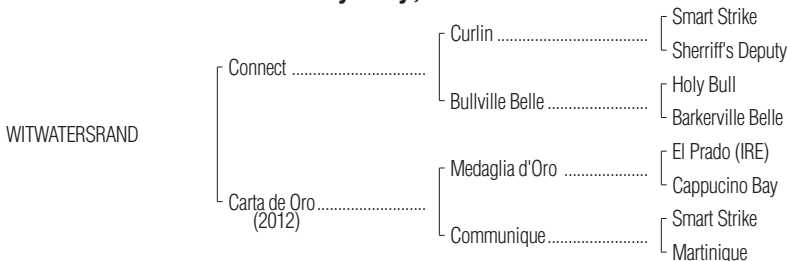 Smart Strike
Curlin
Sherriff's Deputy
Connect
Holy Bull
Bullville Belle
Barkerville Belle
WITWATERSRAND
El Prado (IRE)
Medaglia d'Oro
Cappucino Bay
Carta de Oro
(2012)
Smart Strike
Communique
Martinique